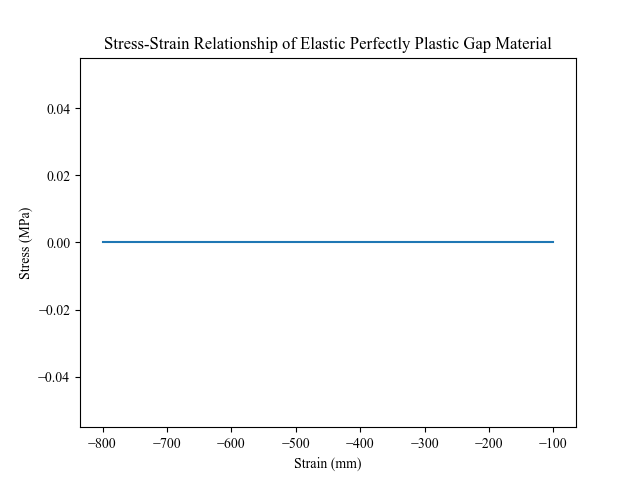 Stress-Strain Relationship of Elastic Perfectly Plastic Gap Material
0.04
0.02
0.00
−0.02
−0.04
Stress (MPa)
−800 −700 −600 −500 −400 −300 −200 −100
Strain (mm)